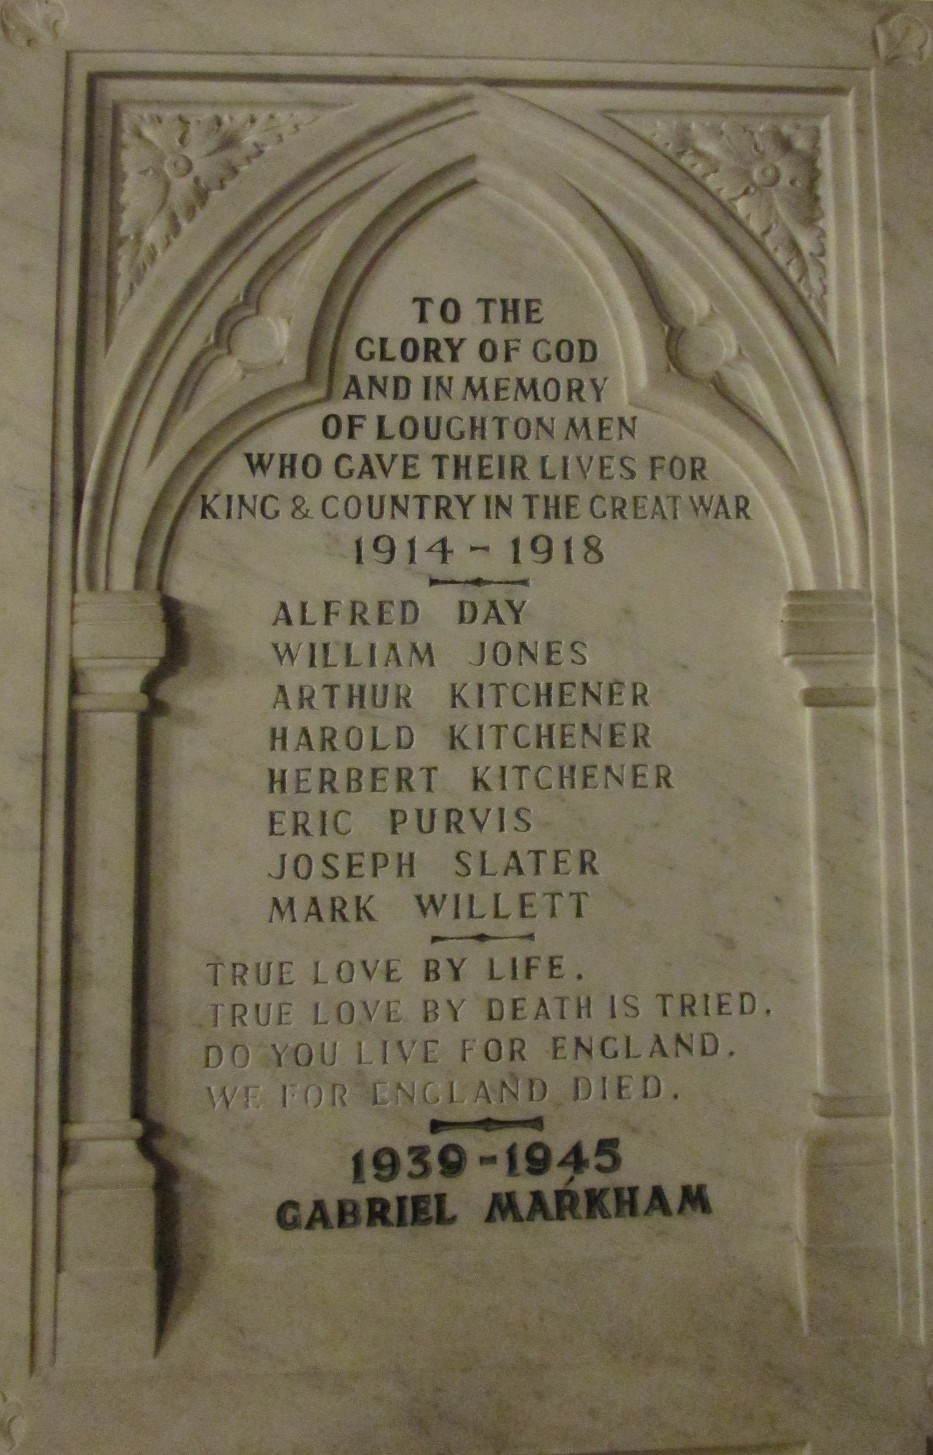 TO THE
GLORY OF GOD
AND IN MEMORY
OF LOUGHTON MEN
WHO GAVE THEIR LIVES FOR
KING & COUNTRY IN THE GREAT WAR
1914 - 1918
ALFRED DAY
WILLIAM JONES
ARTHUR KITCHENER
HAROLD KITCHENER
HERBERT KITCHENER
ERIC PURVIS
JOSEPH SLATER
MARK WILLETT
TRUE LOVE BY LIFE.
TRUE LOVE BY DEATH IS TRIED.
DO YOU LIVE FOR ENGLAND.
WE FOR ENGLAND DIED.
1939-1945
GABRIEL MARKHAM